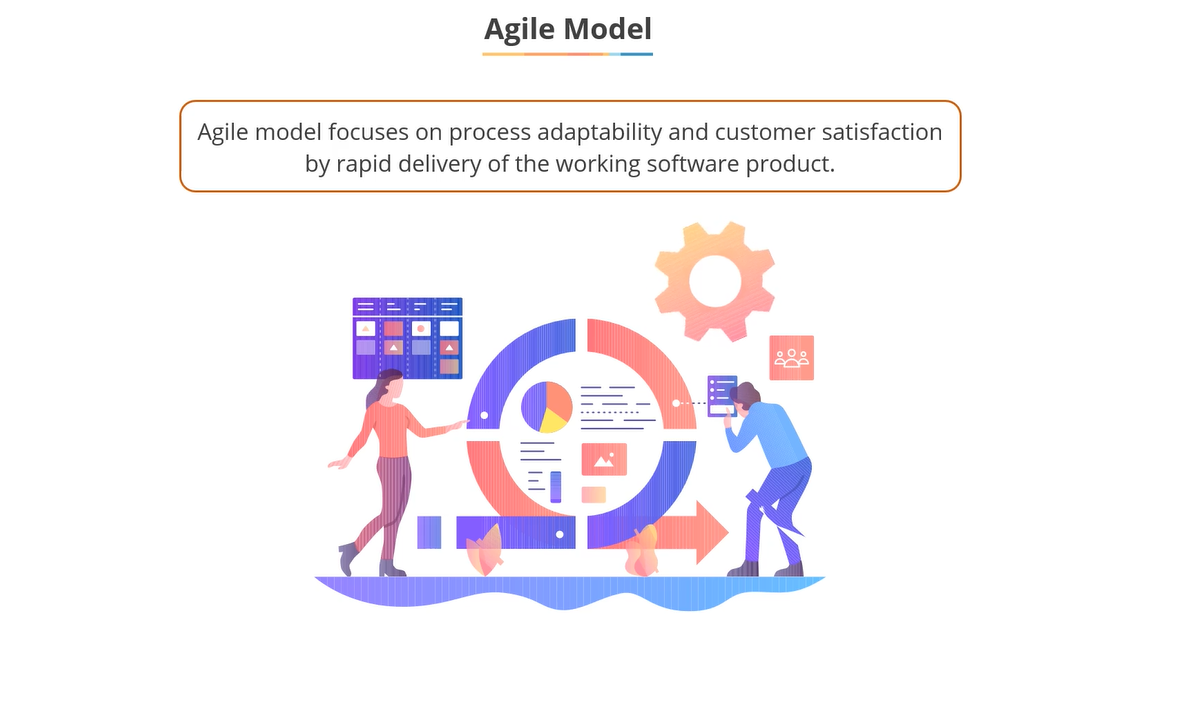 Agile Model
Agile model focuses on process adaptability and customer satisfaction
by rapid delivery of the working software product.